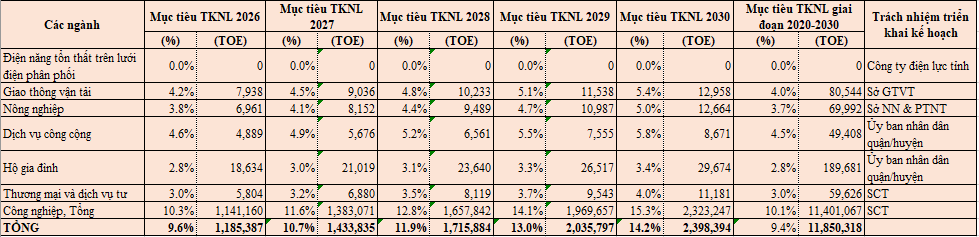 Các ngành Mục tiêu TKNL 2026 Mục tiêu TKNL 2027 Mục tiêu TKNL 2028 Mục tiêu TKNL 2029 Mục tiêu TKNL 2030 Mục tiêu TKNL giai đoạn 2020-2030 Trách nhiệm triển khai kế hoạch
(%) (TOE) (%) (TOE) (%) (TOE) (%) (TOE) (%) (TOE) (%) (TOE)
Điện năng tổn thất trên lưới điện phân phối 0.0% 0 0.0% 0 0.0% 0 0.0% 0 0.0% 0 0.0% 0 Công ty điện lực tỉnh
Giao thông vận tải 4.2% 7,938 4.5% 9,036 4.8% 10,233 5.1% 11,538 5.4% 12,958 4.0% 80,544 Sở GTVT
Nông nghiệp 3.8% 6,961 4.1% 8,152 4.4% 9,489 4.7% 10,987 5.0% 12,664 3.7% 69,992 Sở NN & PTNT
Dịch vụ công cộng 4.6% 4,889 4.9% 5,676 5.2% 6,561 5.5% 7,555 5.8% 8,671 4.5% 49,408 Ủy ban nhân dân quận/huyện
Hộ gia đình 2.8% 18,634 3.0% 21,019 3.1% 23,640 3.3% 26,517 3.4% 29,674 2.8% 189,681 Ủy ban nhân dân quận/huyện
Thương mại và dịch vụ tư 3.0% 5,804 3.2% 6,880 3.5% 8,119 3.7% 9,543 4.0% 11,181 3.0% 59,626 SCT
Công nghiệp, Tổng 10.3% 1,141,160 11.6% 1,383,071 12.8% 1,657,842 14.1% 1,969,657 15.3% 2,323,247 10.1% 11,401,067 SCT
TỔNG 9.6% 1,185,387 10.7% 1,433,835 11.9% 1,715,884 13.0% 2,035,797 14.2% 2,398,394 9.4% 11,850,318